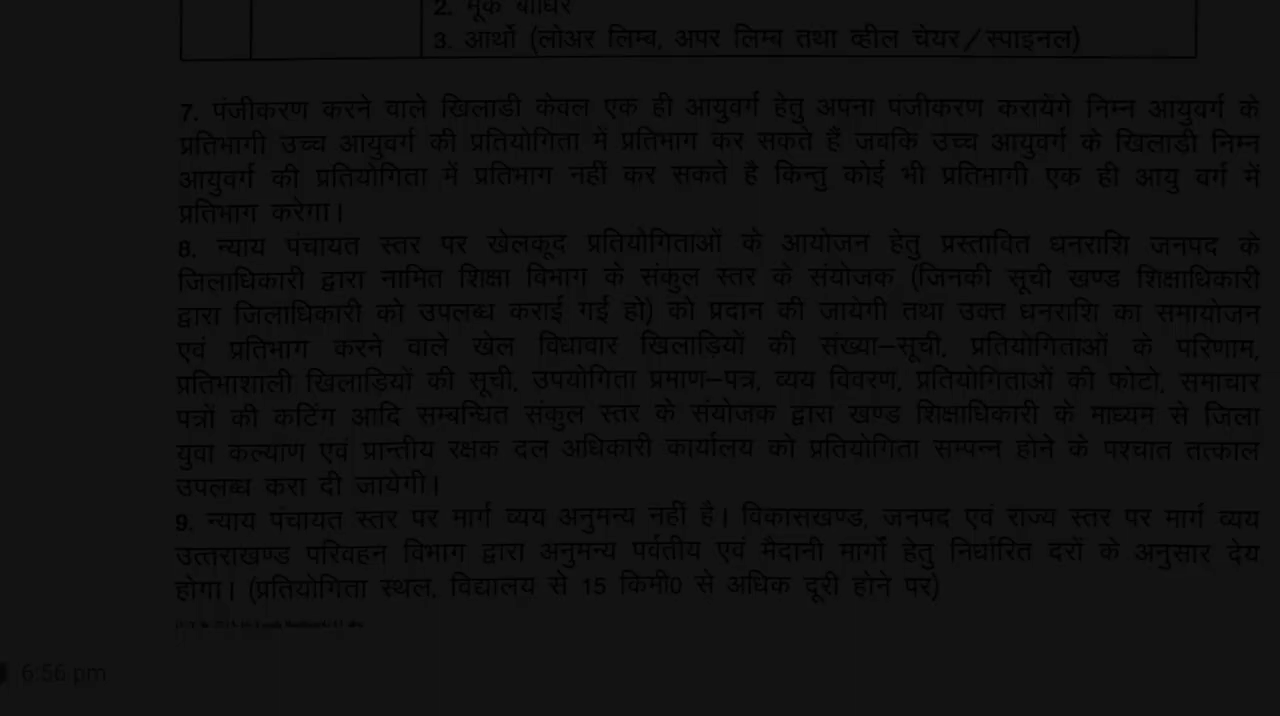 2. मूक बधिर
3. आर्थो (लोअर लिम्ब, अपर लिम्ब तथा व्हील चेयर/स्पाइनल)
7. पंजीकरण करने वाले खिलाडी केवल एक ही आयुवर्ग हेतु अपना पंजीकरण करायेंगे निम्न आयुवर्ग के
प्रतिभागी उच्च आयुवर्ग की प्रतियोगिता में प्रतिभाग कर सकते हैं जबकि उच्च आयुवर्ग के खिलाड़ी निम्न
आयुवर्ग की प्रतियोगिता में प्रतिभाग नहीं कर सकते है किन्तु कोई भी प्रतिभागी एक ही आयु वर्ग में
प्रतिभाग करेगा।
8. न्याय पंचायत स्तर पर खेलकूद प्रतियोगिताओं के आयोजन हेतु प्रस्तावित धनराशि जनपद के
जिलाधिकारी द्वारा नामित शिक्षा विभाग के संकुल स्तर के संयोजक (जिनकी सूची खण्ड शिक्षाधिकारी
द्वारा जिलाधिकारी को उपलब्ध कराई गई हो) को प्रदान की जायेगी तथा उक्त धनराशि का समायोजन
एवं प्रतिभाग करने वाले खेल विधावार खिलाड़ियों की संख्या–सूची, प्रतियोगिताओं के परिणाम,
प्रतिभाशाली खिलाड़ियों की सूची, उपयोगिता प्रमाण–पत्र, व्यय विवरण, प्रतियोगिताओं की फोटो, समाचार
पत्रों की कटिंग आदि सम्बन्धित संकुल स्तर के संयोजक द्वारा खण्ड शिक्षाधिकारी के माध्यम से जिला
युवा कल्याण एवं प्रान्तीय रक्षक दल अधिकारी कार्यालय को प्रतियोगिता सम्पन्न होने के पश्चात तत्काल
उपलब्ध करा दी जायेगी।
9. न्याय पंचायत स्तर पर मार्ग व्यय अनुमन्य नहीं है। विकासखण्ड, जनपद एवं राज्य स्तर पर मार्ग व्यय
उत्तराखण्ड परिवहन विभाग द्वारा अनुमन्य पर्वतीय एवं मैदानी मार्गों हेतु निर्धारित दरों के अनुसार देय
होगा। (प्रतियोगिता स्थल, विद्यालय से 15 किमी0 से अधिक दूरी होने पर)
6:56 pm